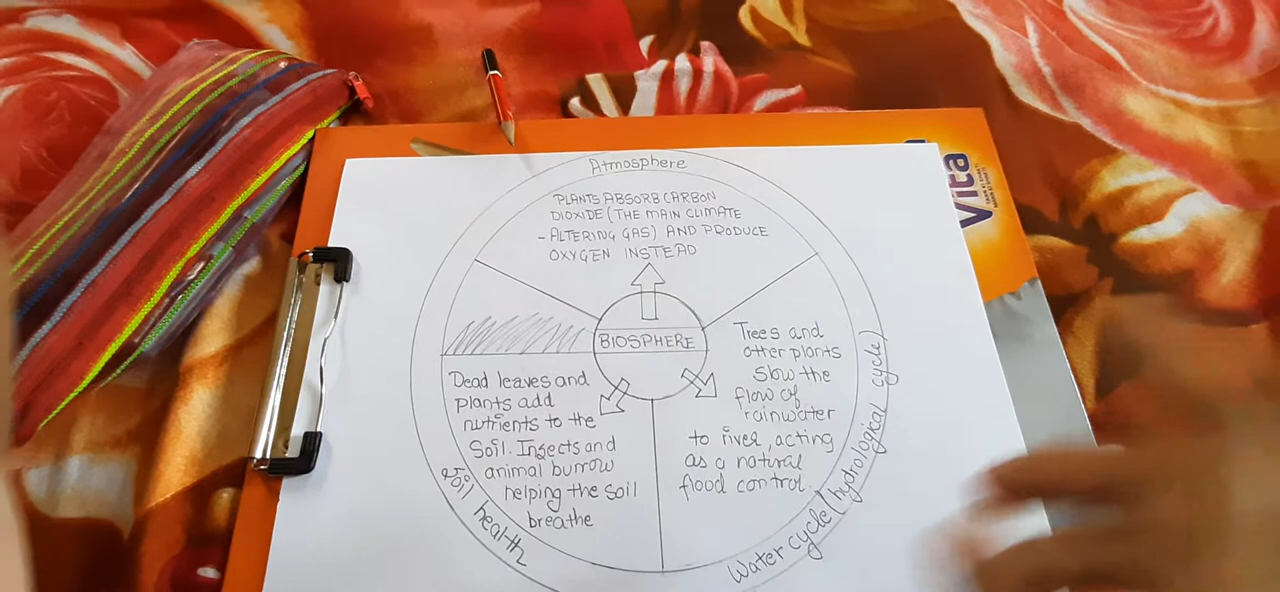 Atmosphere
PLANTS ABSORB CARBON
DIOXIDE (THE MAIN CLIMATE
-ALTERING GAS) AND PRODUCE
OXYGEN INSTEAD
BIOSPHERE
Trees and
other plants
slow the
flow of
rainwater
to river, acting
as a natural
flood control.
Water cycle (hydrological cycle)
Dead leaves and
plants add
nutrients to the
Soil. Insects and
animal burrow
helping the soil
breathe
Soil health
Vita